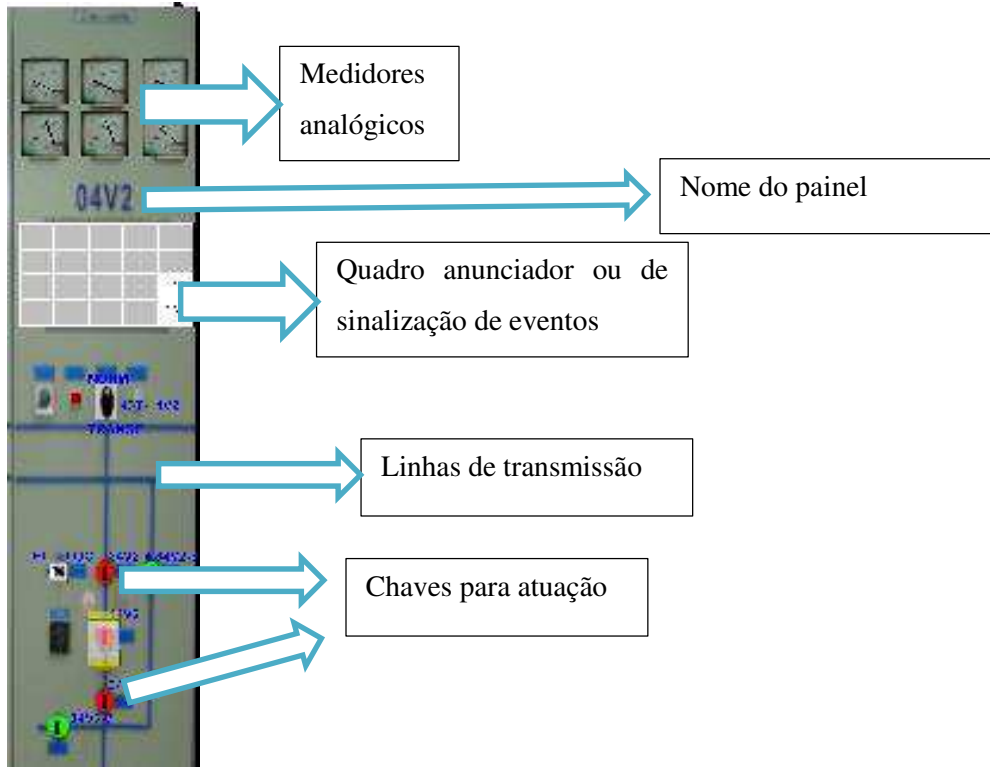 Medidores
analógicos
04V2
Nome do painel
Quadro anunciador ou de
sinalização de eventos
NORM
TRANSF
Linhas de transmissão
Chaves para atuação